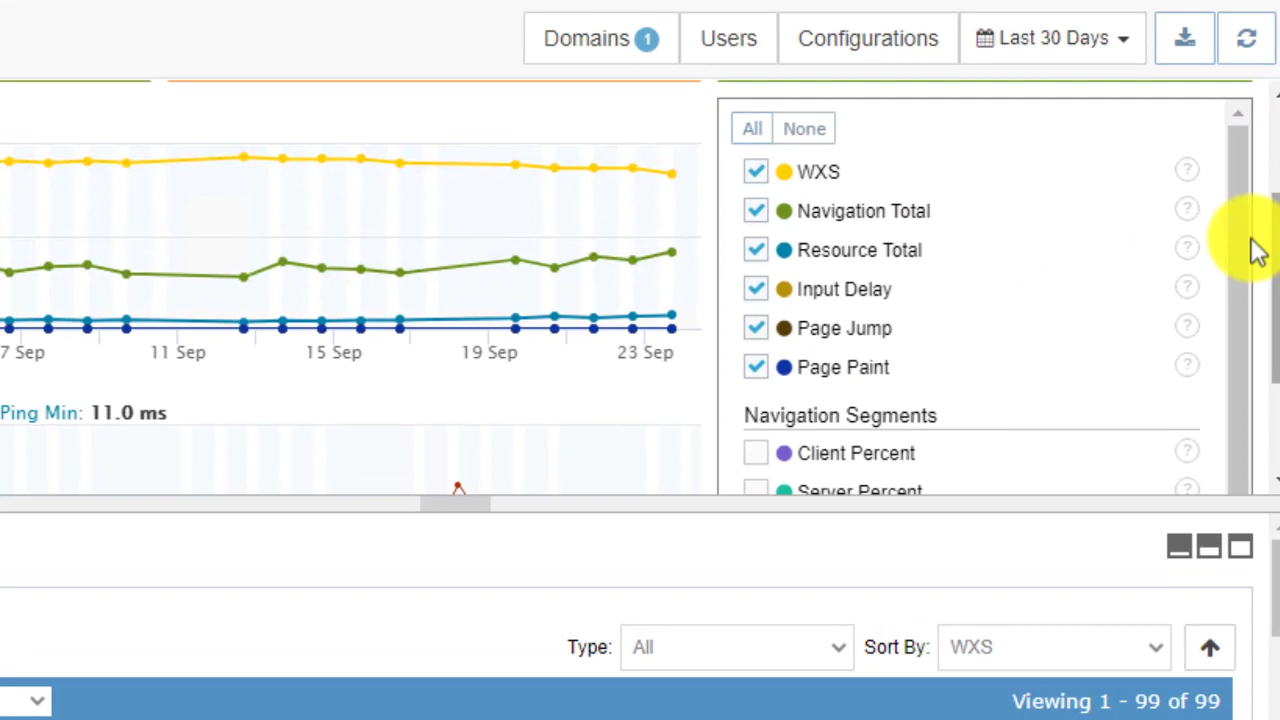 Domains 1
Users
Configurations
Last 30 Days
All
None
WXS
?
Navigation Total
?
Resource Total
?
Input Delay
?
Page Jump
?
Page Paint
?
7 Sep
11 Sep
15 Sep
19 Sep
23 Sep
Ping Min: 11.0 ms
Navigation Segments
Client Percent
?
Server Percent
?
Type:
All
Sort By:
WXS
Viewing 1 - 99 of 99